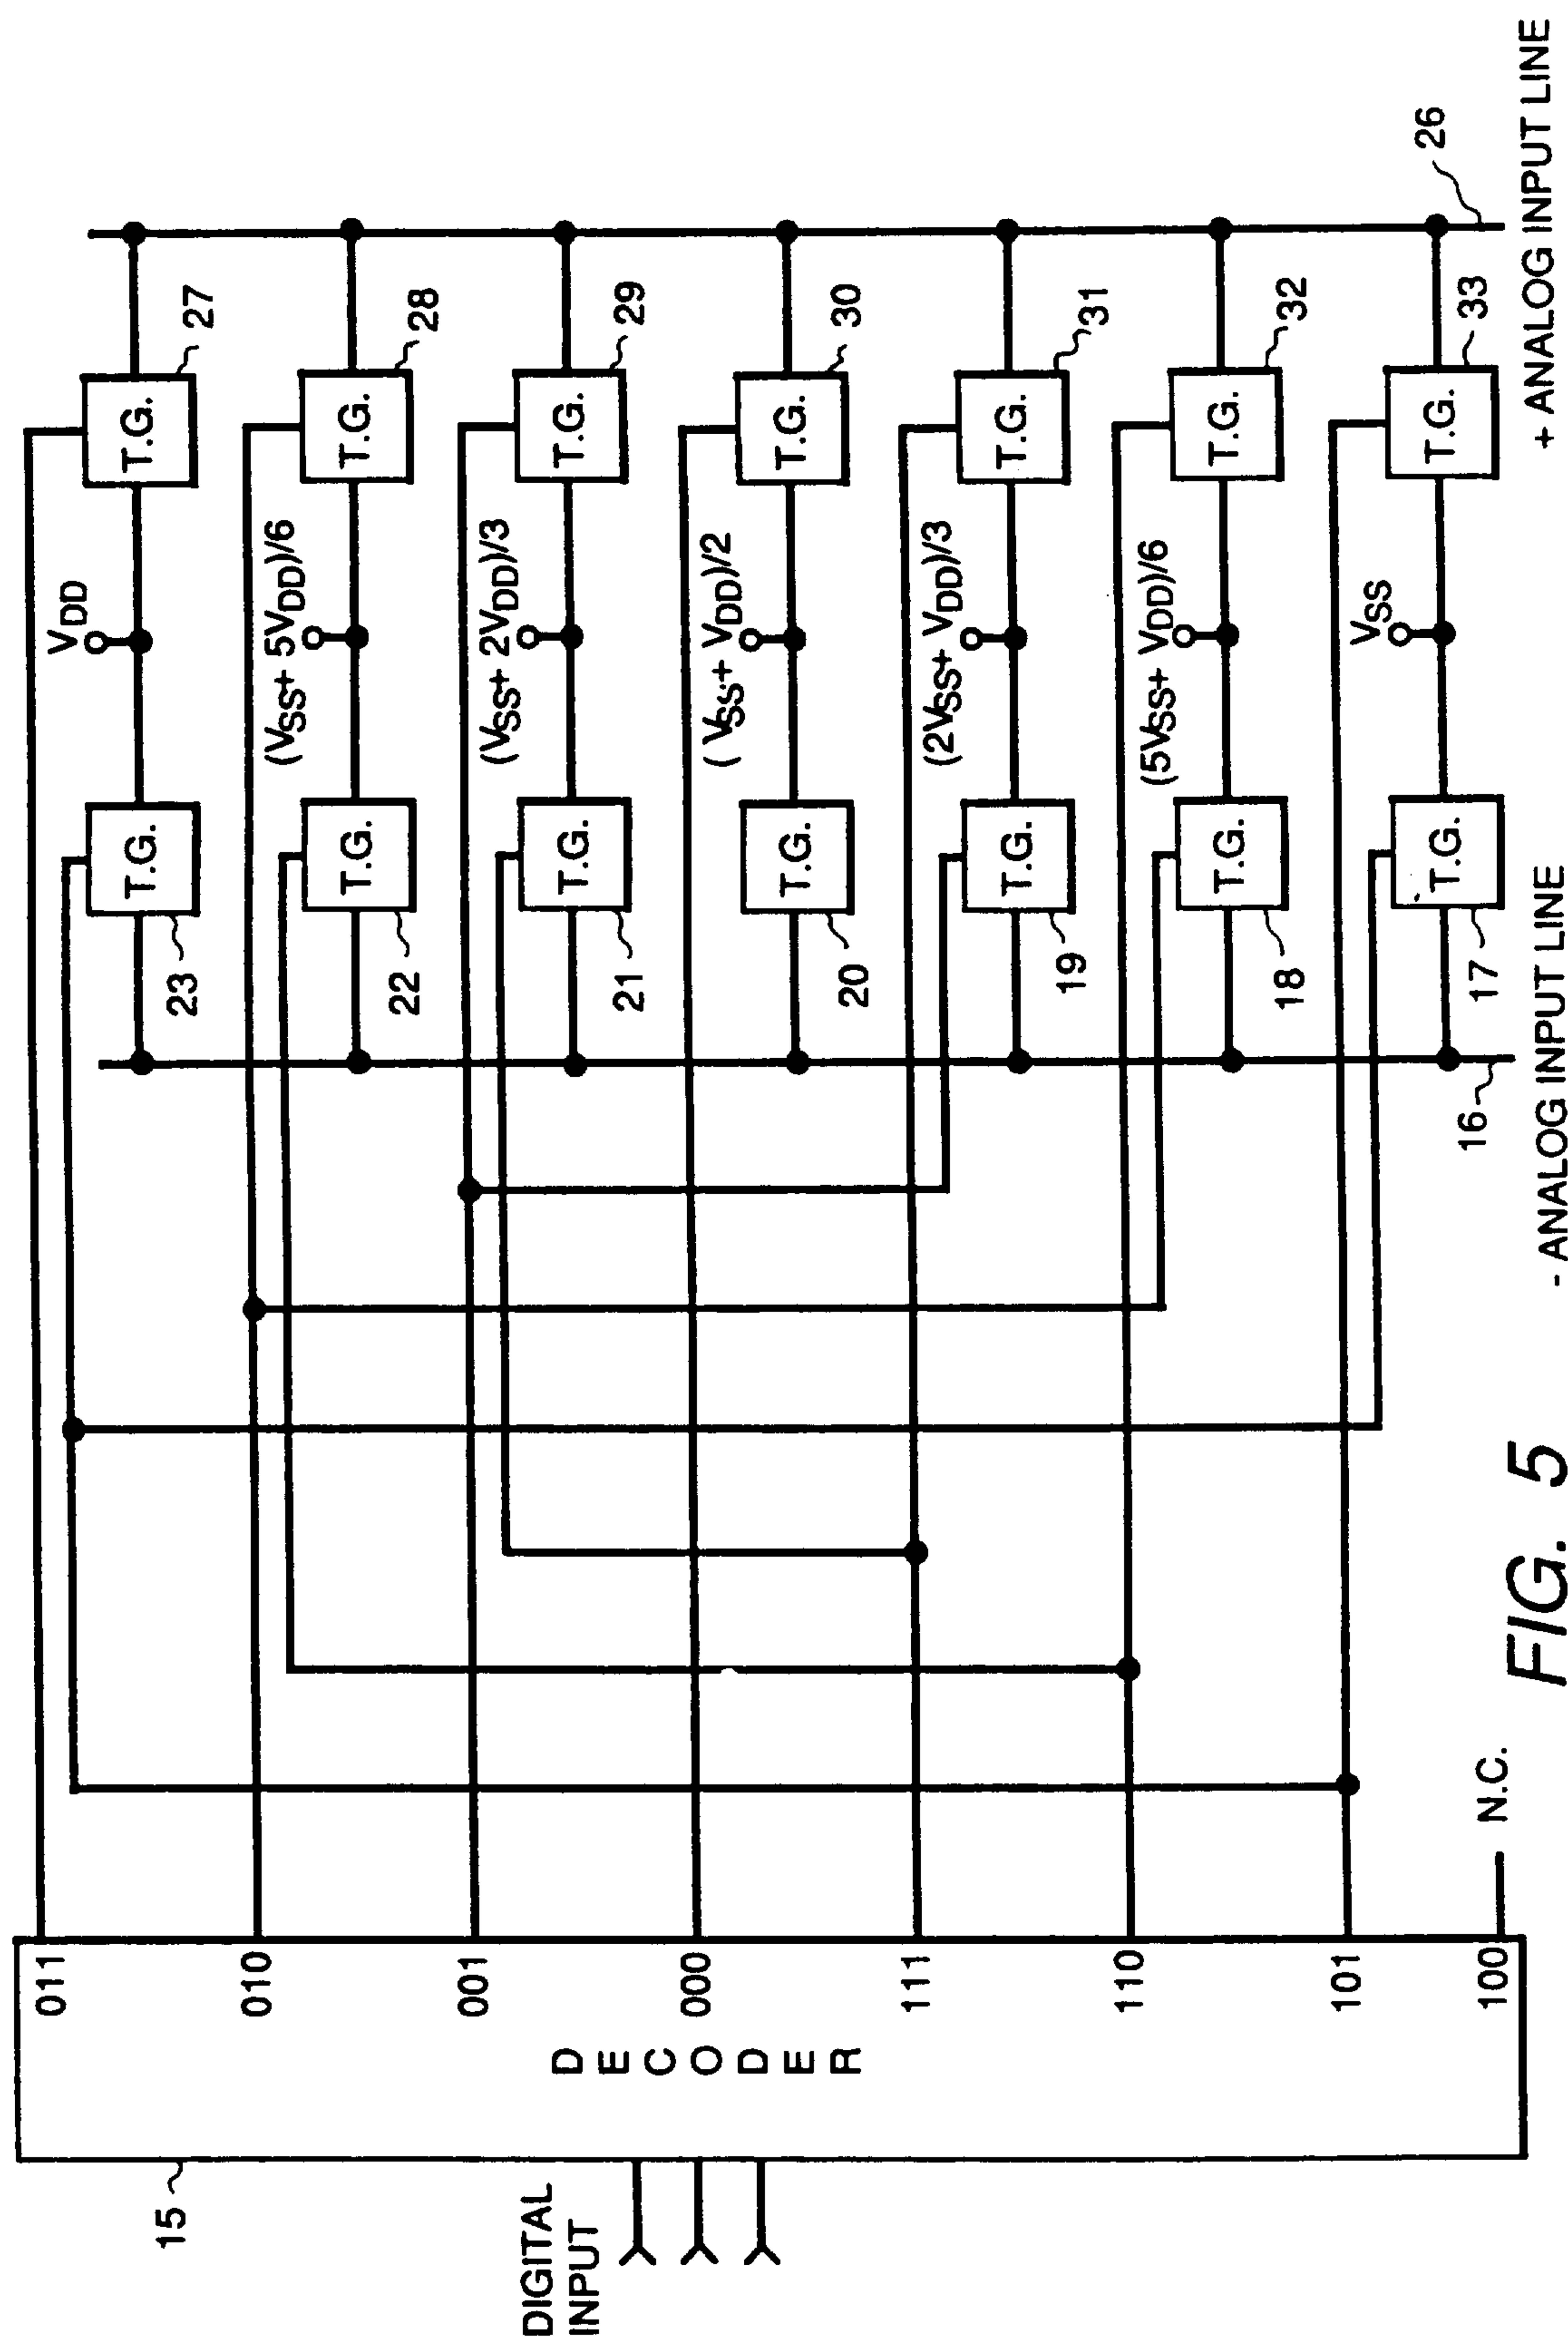 15
DIGITAL
INPUT
DECODER
011
010
001
000
111
110
101
100
N.C.
VDD
(VSS+ 5VDD)/6
(VSS+ 2VDD)/3
(VSS+ VDD)/2
(2VSS+ VDD)/3
(5VSS+ VDD)/6
VSS
T.G.
23
T.G.
27
T.G.
22
T.G.
28
T.G.
21
T.G.
29
T.G.
20
T.G.
30
T.G.
19
T.G.
31
T.G.
18
T.G.
32
T.G.
17
T.G.
33
16
26
- ANALOG INPUT LINE
+ ANALOG INPUT LINE
FIG. 5